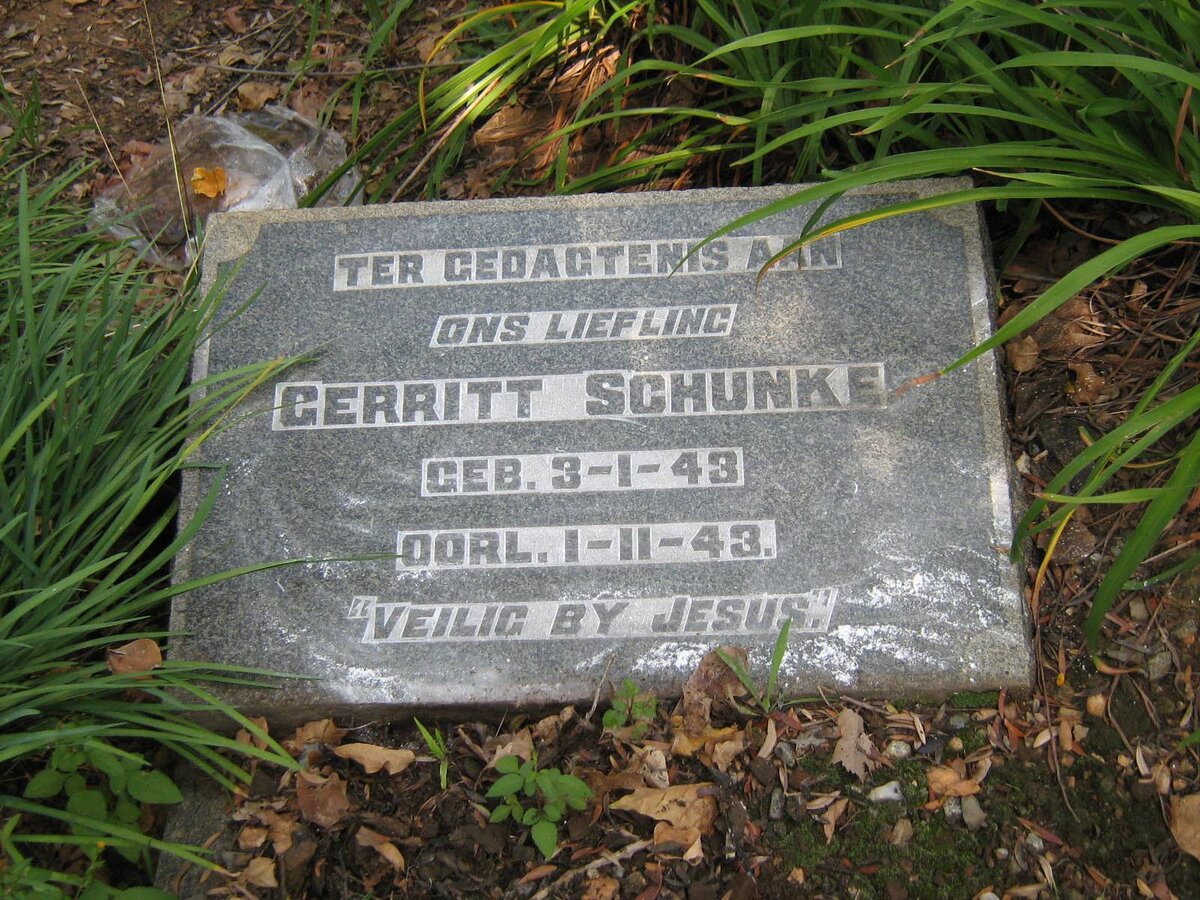 TER GEDAGTENIS AAN
ONS LIEFLING
GERRITT SCHUNKE
GEB. 3-1-43
OORL. 1-11-43.
"VEILIG BY JESUS."